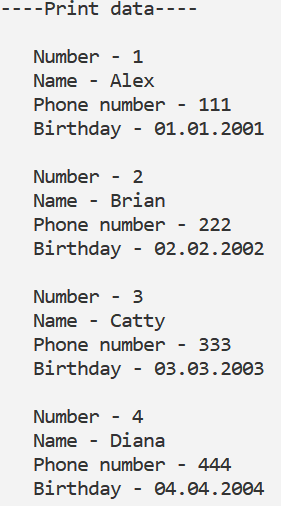 ----Print data----
Number - 1
Name - Alex
Phone number - 111
Birthday - 01.01.2001
Number - 2
Name - Brian
Phone number - 222
Birthday - 02.02.2002
Number - 3
Name - Catty
Phone number - 333
Birthday - 03.03.2003
Number - 4
Name - Diana
Phone number - 444
Birthday - 04.04.2004